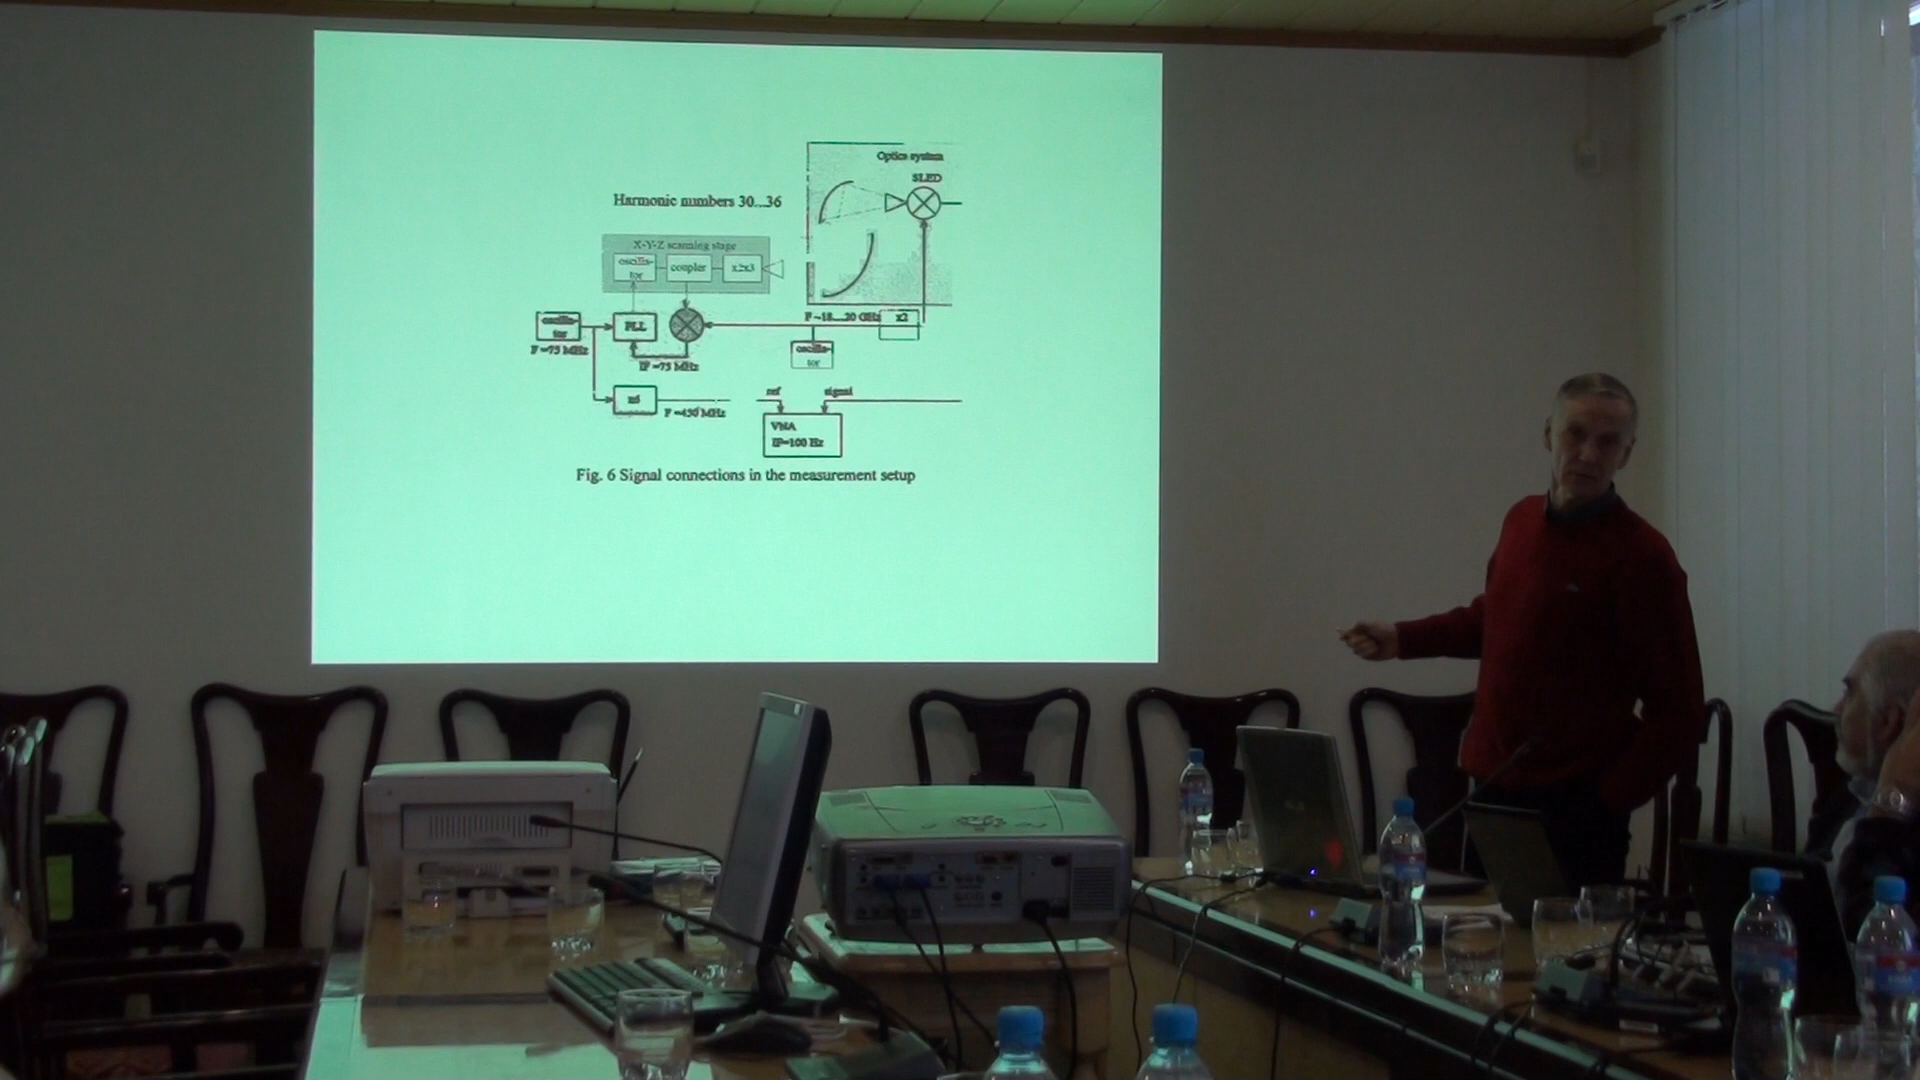 Optics system
SLED
Harmonic numbers 30...36
X-Y-Z scanning stage
oscilla-
tor
coupler
x2x3
oscilla-
tor
PLL
F ~18....20 GHz
x2
F =75 MHz
IF =75 MHz
oscilla-
tor
x6
F =450 MHz
ref
signal
VNA
IF=100 Hz
Fig. 6 Signal connections in the measurement setup